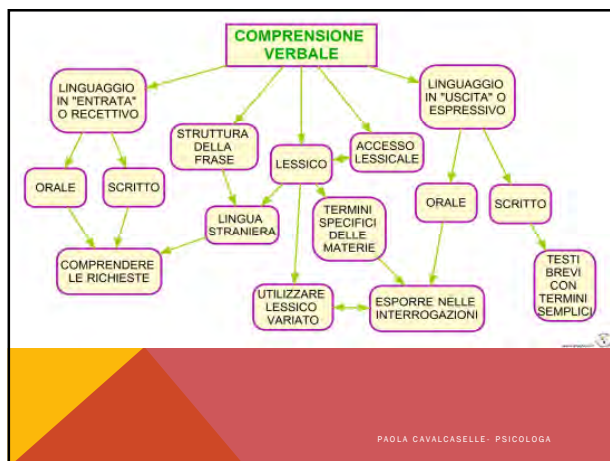 COMPRENSIONE
VERBALE
LINGUAGGIO
IN "ENTRATA"
O RECETTIVO
LINGUAGGIO
IN "USCITA" O
ESPRESSIVO
STRUTTURA
DELLA
FRASE
LESSICO
ACCESSO
LESSICALE
ORALE
SCRITTO
LINGUA
STRANIERA
TERMINI
SPECIFICI
DELLE
MATERIE
ORALE
SCRITTO
COMPRENDERE
LE RICHIESTE
UTILIZZARE
LESSICO
VARIATO
ESPORRE NELLE
INTERROGAZIONI
TESTI
BREVI
CON
TERMINI
SEMPLICI
PAOLA CAVALCASELLE- PSICOLOGA